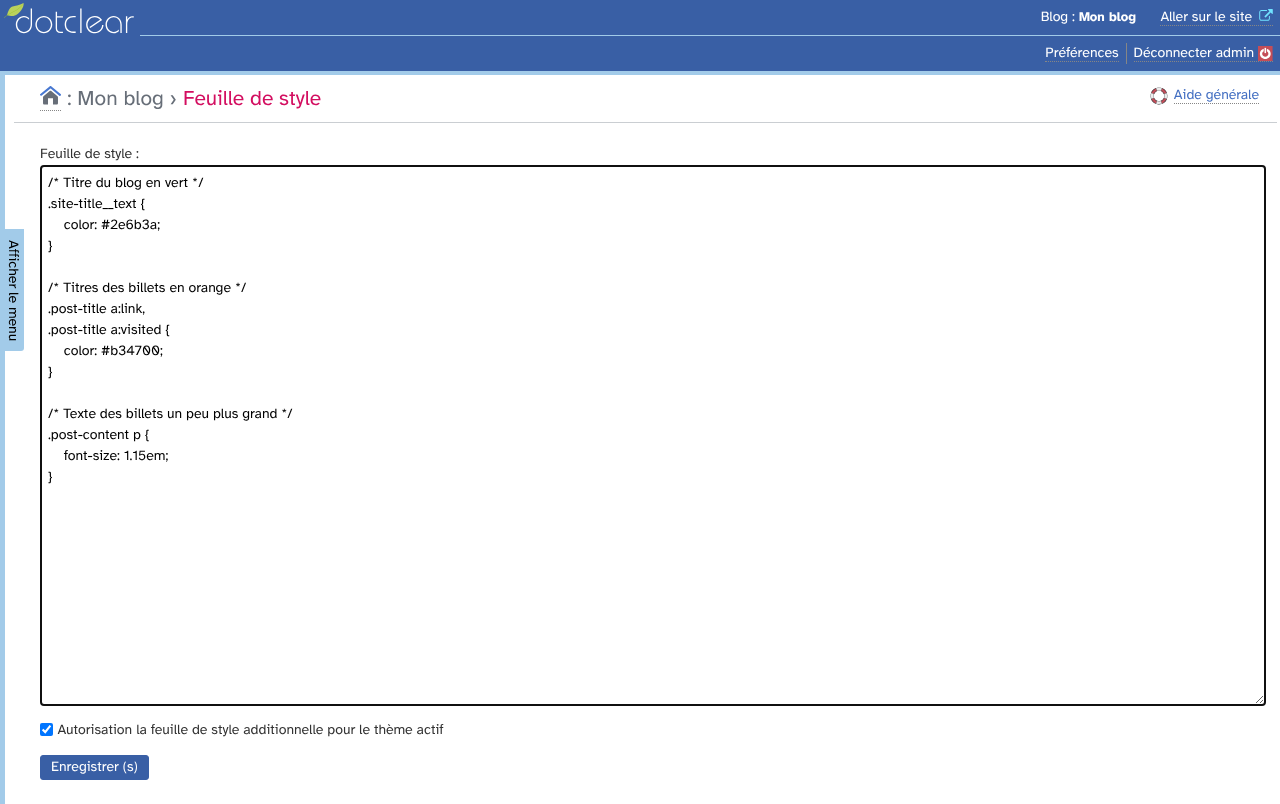 dotclear
Blog : Mon blog
Aller sur le site
Préférences
Déconnecter admin
: Mon blog › Feuille de style
Aide générale
Afficher le menu
Feuille de style :
/* Titre du blog en vert */
.site-title__text {
    color: #2e6b3a;
}

/* Titres des billets en orange */
.post-title a:link,
.post-title a:visited {
    color: #b34700;
}

/* Texte des billets un peu plus grand */
.post-content p {
    font-size: 1.15em;
}
Autorisation la feuille de style additionnelle pour le thème actif
Enregistrer (s)